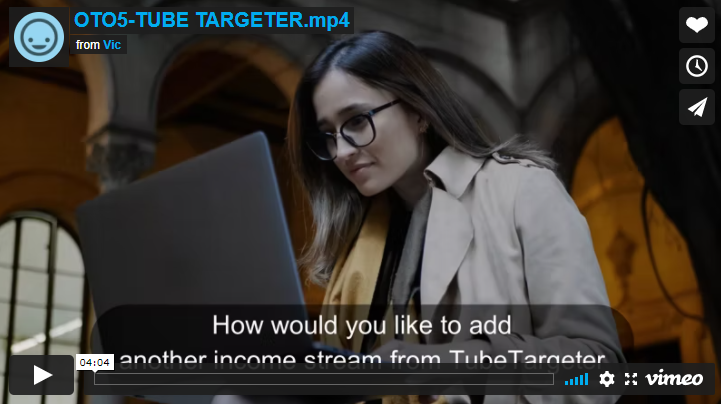 OTO5-TUBE TARGETER.mp4
from Vic
How would you like to add
another income stream from TubeTargeter
04:04
vimeo